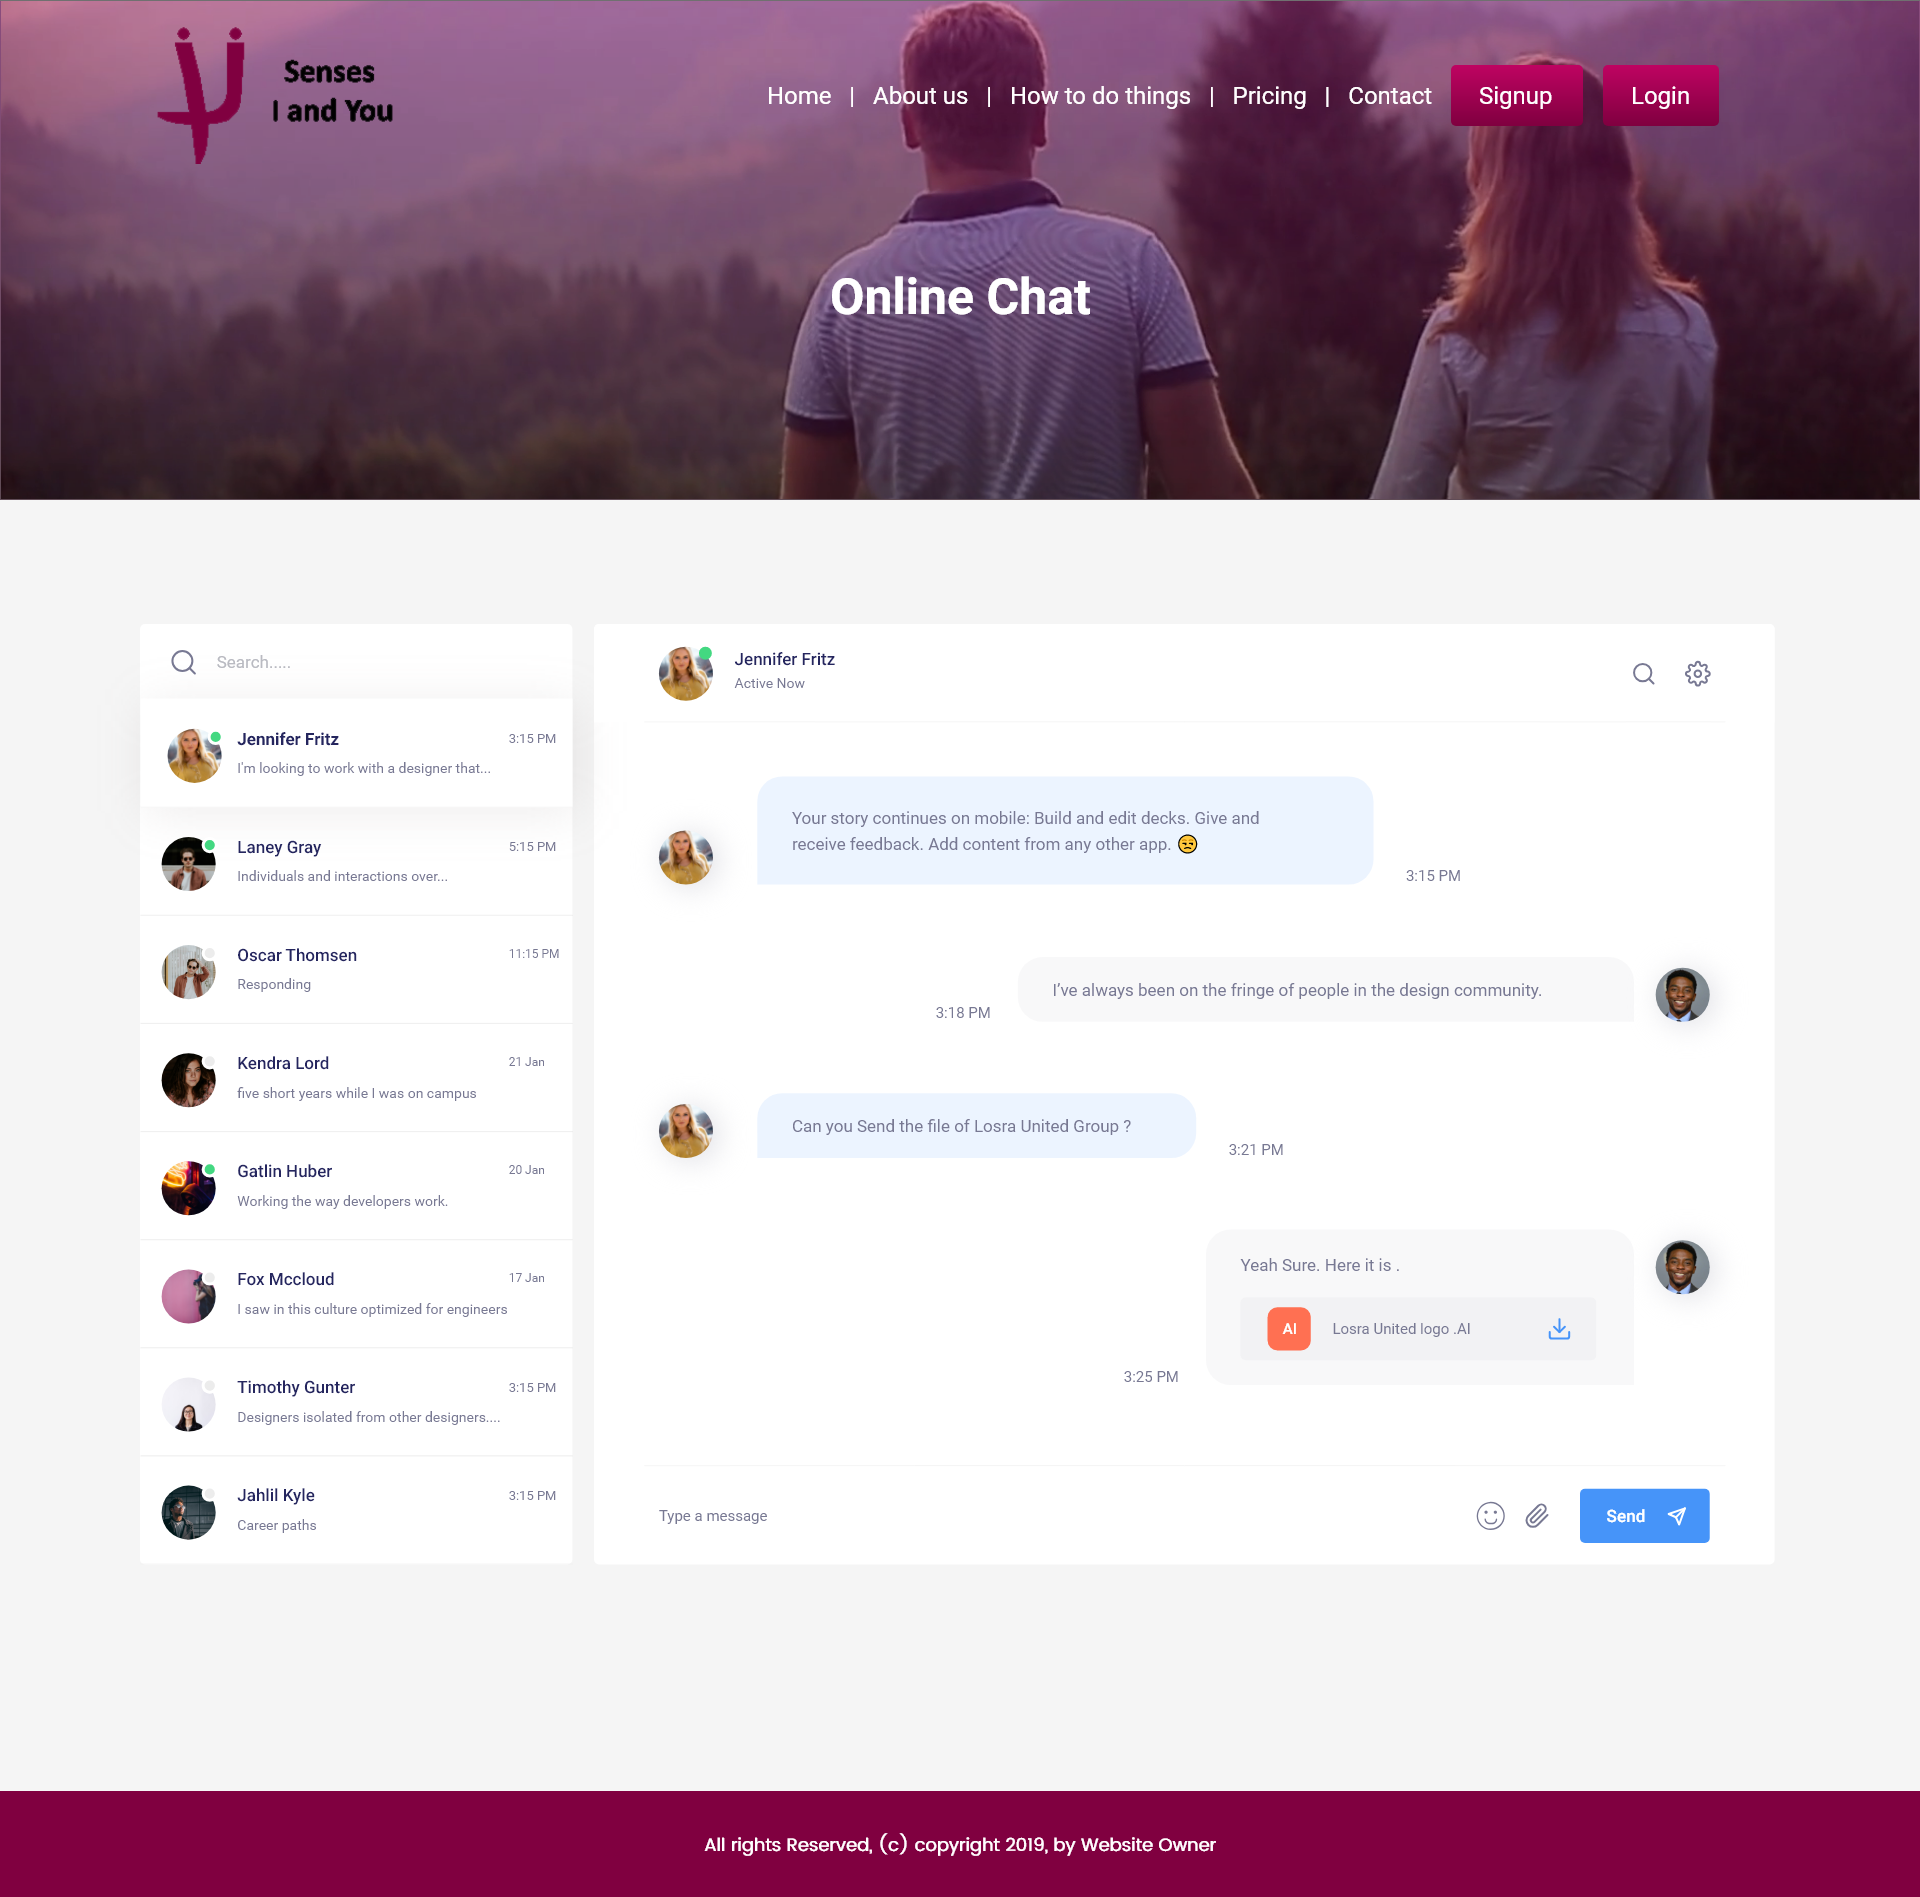 Senses
I and You
Home | About us | How to do things | Pricing | Contact
Signup
Login
Online Chat
Search.....
Jennifer Fritz
3:15 PM
I'm looking to work with a designer that...
Laney Gray
5:15 PM
Individuals and interactions over...
Oscar Thomsen
11:15 PM
Responding
Kendra Lord
21 Jan
five short years while I was on campus
Gatlin Huber
20 Jan
Working the way developers work.
Fox Mccloud
17 Jan
I saw in this culture optimized for engineers
Timothy Gunter
3:15 PM
Designers isolated from other designers....
Jahlil Kyle
3:15 PM
Career paths
Jennifer Fritz
Active Now
Your story continues on mobile: Build and edit decks. Give and
receive feedback. Add content from any other app. 😒
3:15 PM
I’ve always been on the fringe of people in the design community.
3:18 PM
Can you Send the file of Losra United Group ?
3:21 PM
Yeah Sure. Here it is .
AI
Losra United logo .AI
3:25 PM
Type a message
Send
All rights Reserved, (c) copyright 2019, by Website Owner